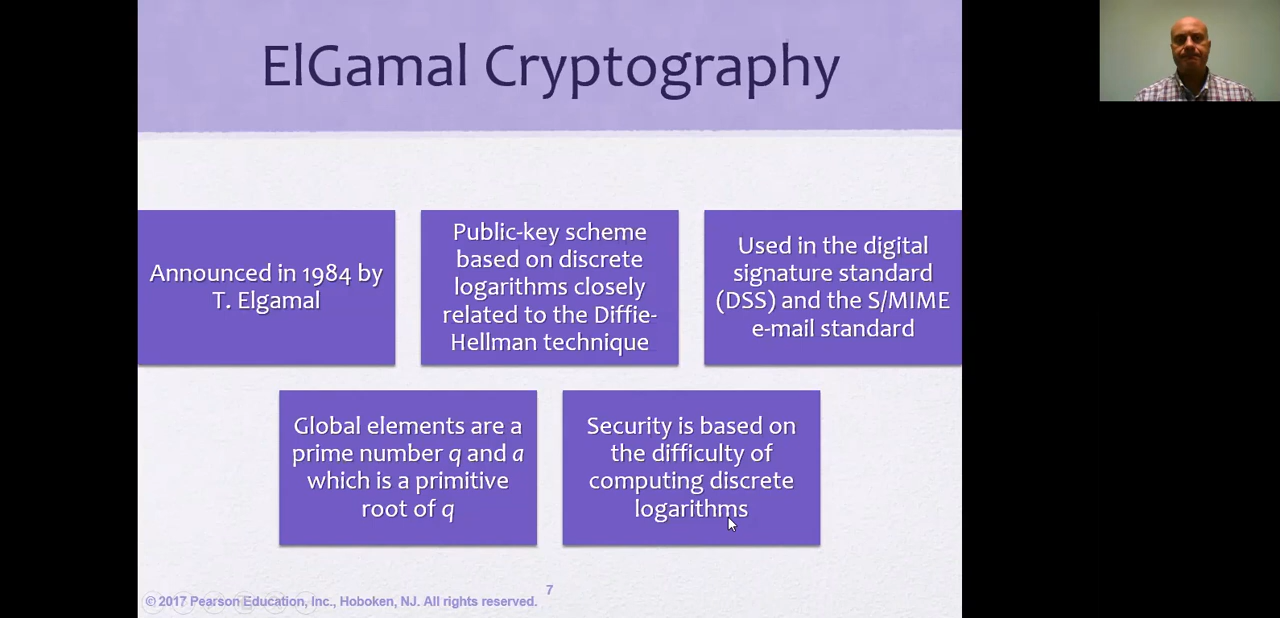 ElGamal Cryptography
Announced in 1984 by
T. Elgamal
Public-key scheme
based on discrete
logarithms closely
related to the Diffie-
Hellman technique
Used in the digital
signature standard
(DSS) and the S/MIME
e-mail standard
Global elements are a
prime number q and a
which is a primitive
root of q
Security is based on
the difficulty of
computing discrete
logarithms
7
© 2017 Pearson Education, Inc., Hoboken, NJ. All rights reserved.